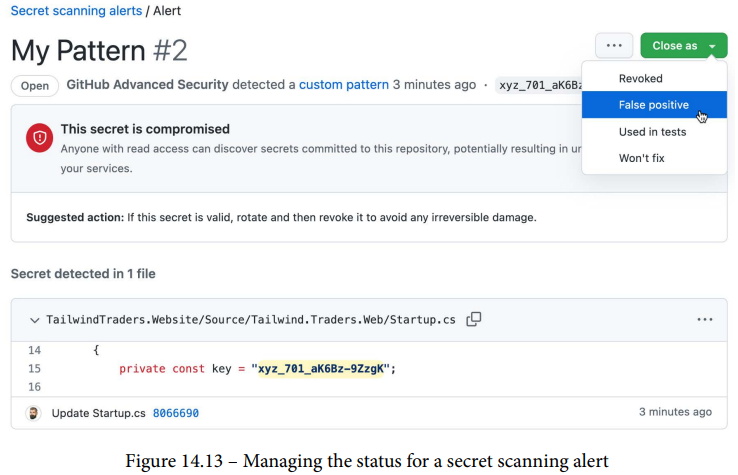 Secret scanning alerts / Alert
My Pattern #2
Close as
Open GitHub Advanced Security detected a custom pattern 3 minutes ago · xyz_701_aK6Bz
Revoked
False positive
Used in tests
Won't fix
This secret is compromised
Anyone with read access can discover secrets committed to this repository, potentially resulting in
your services.
Suggested action: If this secret is valid, rotate and then revoke it to avoid any irreversible damage.
Secret detected in 1 file
TailwindTraders.Website/Source/Tailwind.Traders.Web/Startup.cs
14 {
15 private const key = "xyz_701_aK6Bz-9ZzgK";
16
Update Startup.cs 8066690 3 minutes ago
Figure 14.13 – Managing the status for a secret scanning alert